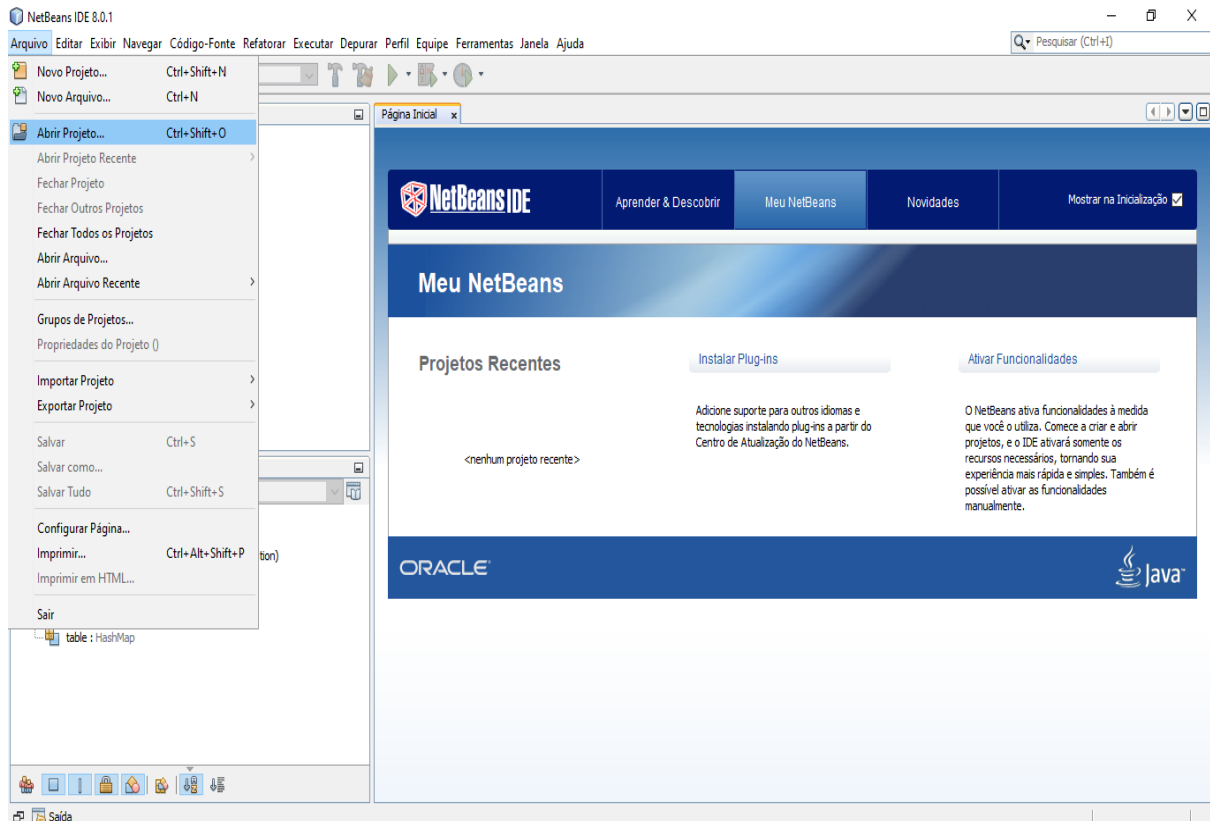 NetBeans IDE 8.0.1
Arquivo Editar Exibir Navegar Código-Fonte Refatorar Executar Depurar Perfil Equipe Ferramentas Janela Ajuda
Pesquisar (Ctrl+I)
Novo Projeto... Ctrl+Shift+N
Novo Arquivo... Ctrl+N
Abrir Projeto... Ctrl+Shift+O
Abrir Projeto Recente
Fechar Projeto
Fechar Outros Projetos
Fechar Todos os Projetos
Abrir Arquivo...
Abrir Arquivo Recente
Grupos de Projetos...
Propriedades do Projeto ()
Importar Projeto
Exportar Projeto
Salvar Ctrl+S
Salvar como...
Salvar Tudo Ctrl+Shift+S
Configurar Página...
Imprimir... Ctrl+Alt+Shift+P
Imprimir em HTML...
Sair
tion)
table : HashMap
Saída
Página Inicial x
NetBeans IDE
Aprender & Descobrir
Meu NetBeans
Novidades
Mostrar na Inicialização
Meu NetBeans
Projetos Recentes
<nenhum projeto recente>
Instalar Plug-ins
Adicione suporte para outros idiomas e
tecnologias instalando plug-ins a partir do
Centro de Atualização do NetBeans.
Ativar Funcionalidades
O NetBeans ativa funcionalidades à medida
que você o utiliza. Comece a criar e abrir
projetos, e o IDE ativará somente os
recursos necessários, tornando sua
experiência mais rápida e simples. Também é
possível ativar as funcionalidades
manualmente.
ORACLE
Java